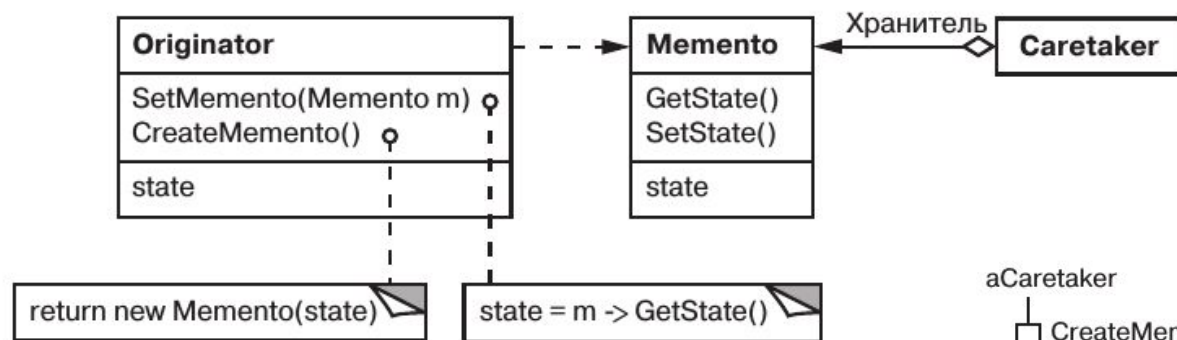 Originator
SetMemento(Memento m)
CreateMemento()
state
return new Memento(state)
state = m -> GetState()
Memento
GetState()
SetState()
state
Хранитель
Caretaker
aCaretaker